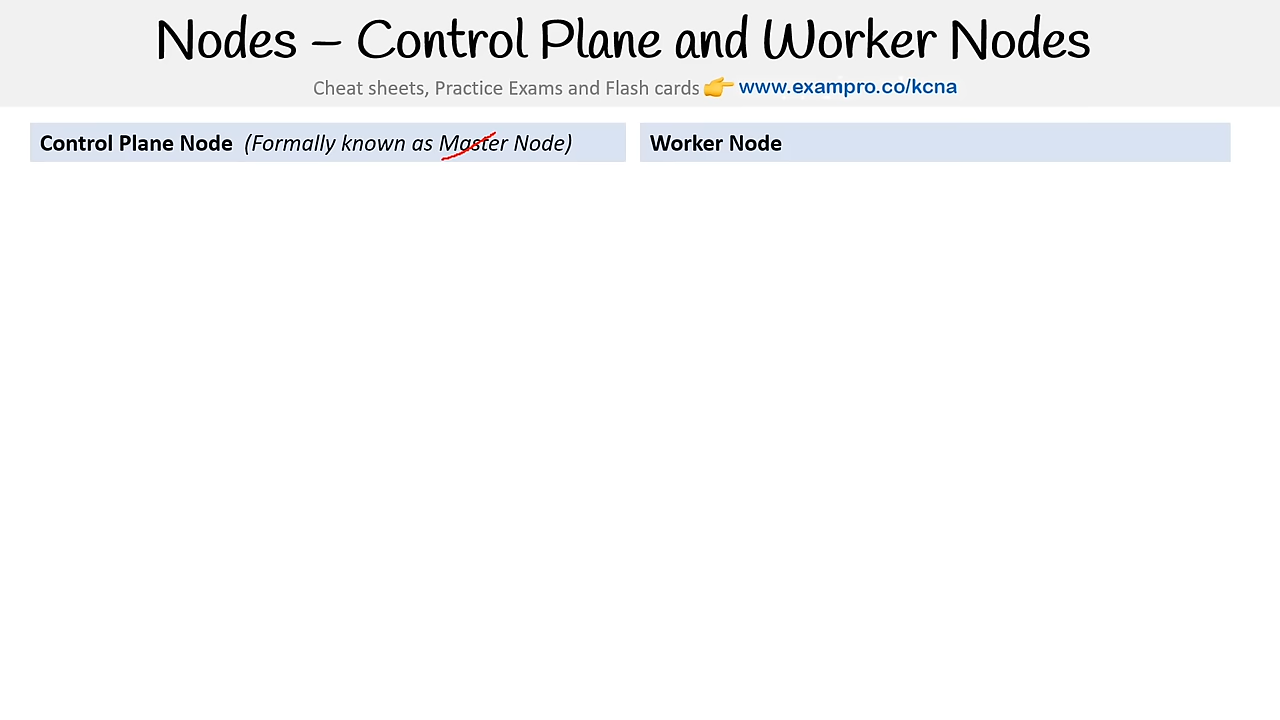 Nodes – Control Plane and Worker Nodes
Cheat sheets, Practice Exams and Flash cards 👉 www.exampro.co/kcna
Control Plane Node (Formally known as Master Node)
Worker Node